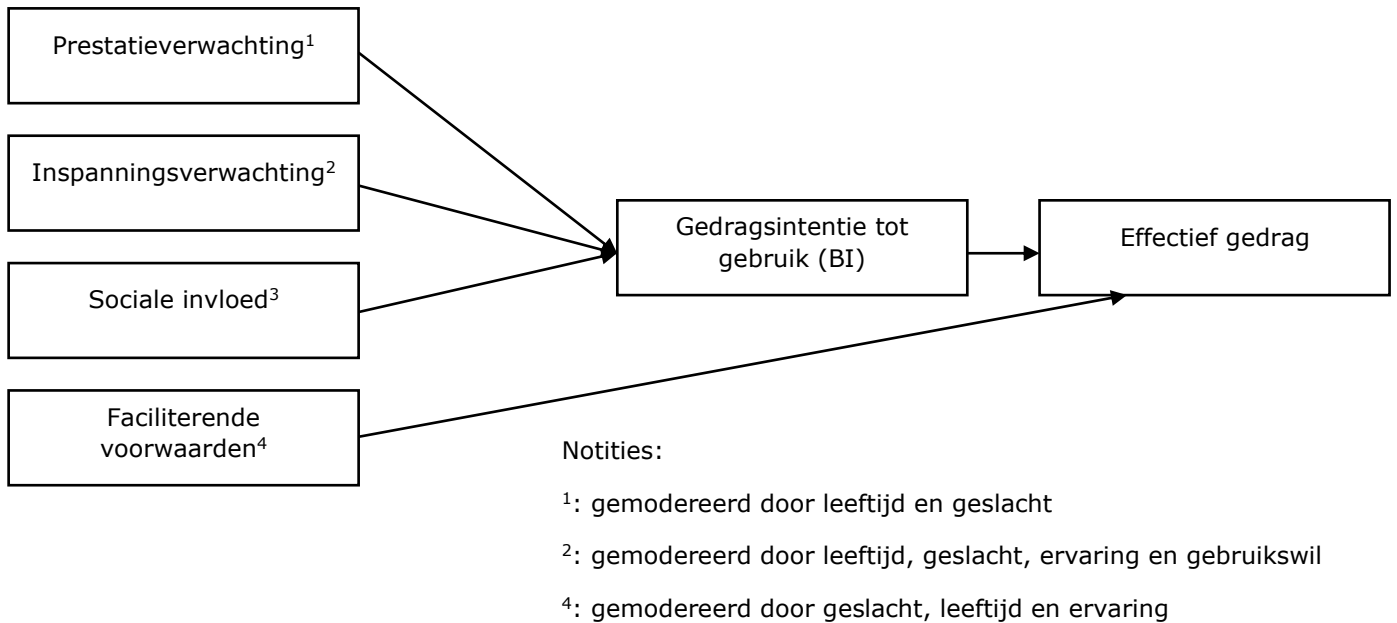 Prestatieverwachting¹
Inspanningsverwachting²
Sociale invloed³
Faciliterende
voorwaarden⁴
Gedragsintentie tot
gebruik (BI)
Effectief gedrag
Notities:
¹: gemodereerd door leeftijd en geslacht
²: gemodereerd door leeftijd, geslacht, ervaring en gebruikswil
⁴: gemodereerd door geslacht, leeftijd en ervaring